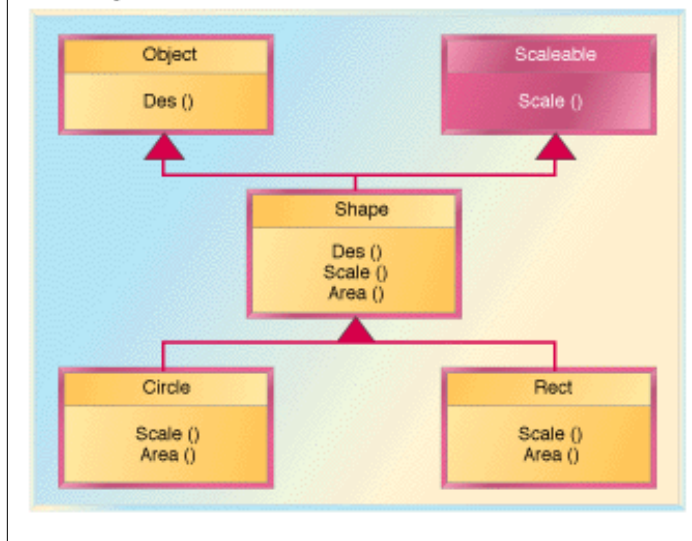 Object
Des ()
Scaleable
Scale ()
Shape
Des ()
Scale ()
Area ()
Circle
Scale ()
Area ()
Rect
Scale ()
Area ()